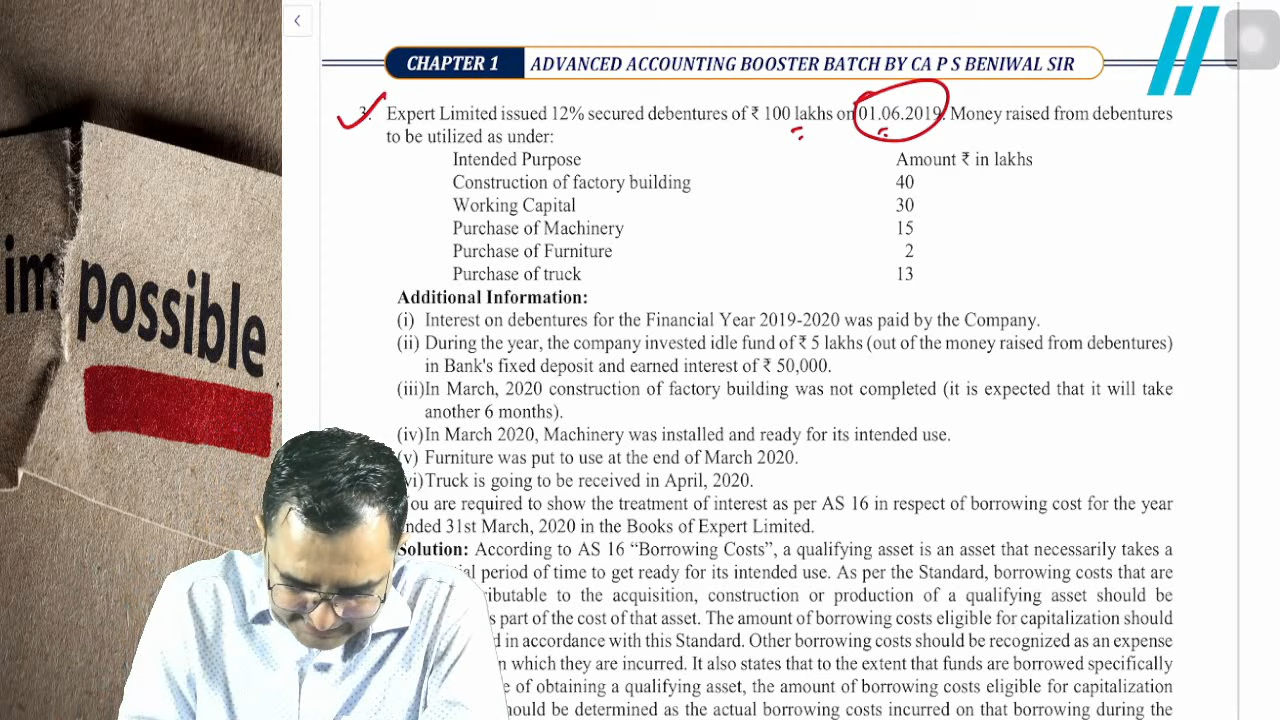 im possible
CHAPTER 1 ADVANCED ACCOUNTING BOOSTER BATCH BY CA P S BENIWAL SIR
3. Expert Limited issued 12% secured debentures of ₹ 100 lakhs on 01.06.2019. Money raised from debentures
to be utilized as under:
Intended Purpose Amount ₹ in lakhs
Construction of factory building 40
Working Capital 30
Purchase of Machinery 15
Purchase of Furniture 2
Purchase of truck 13
Additional Information:
(i) Interest on debentures for the Financial Year 2019-2020 was paid by the Company.
(ii) During the year, the company invested idle fund of ₹ 5 lakhs (out of the money raised from debentures)
in Bank's fixed deposit and earned interest of ₹ 50,000.
(iii) In March, 2020 construction of factory building was not completed (it is expected that it will take
another 6 months).
(iv) In March 2020, Machinery was installed and ready for its intended use.
(v) Furniture was put to use at the end of March 2020.
vi) Truck is going to be received in April, 2020.
ou are required to show the treatment of interest as per AS 16 in respect of borrowing cost for the year
nded 31st March, 2020 in the Books of Expert Limited.
Solution: According to AS 16 “Borrowing Costs”, a qualifying asset is an asset that necessarily takes a
ial period of time to get ready for its intended use. As per the Standard, borrowing costs that are
ributable to the acquisition, construction or production of a qualifying asset should be
s part of the cost of that asset. The amount of borrowing costs eligible for capitalization should
d in accordance with this Standard. Other borrowing costs should be recognized as an expense
n which they are incurred. It also states that to the extent that funds are borrowed specifically
e of obtaining a qualifying asset, the amount of borrowing costs eligible for capitalization
ould be determined as the actual borrowing costs incurred on that borrowing during the